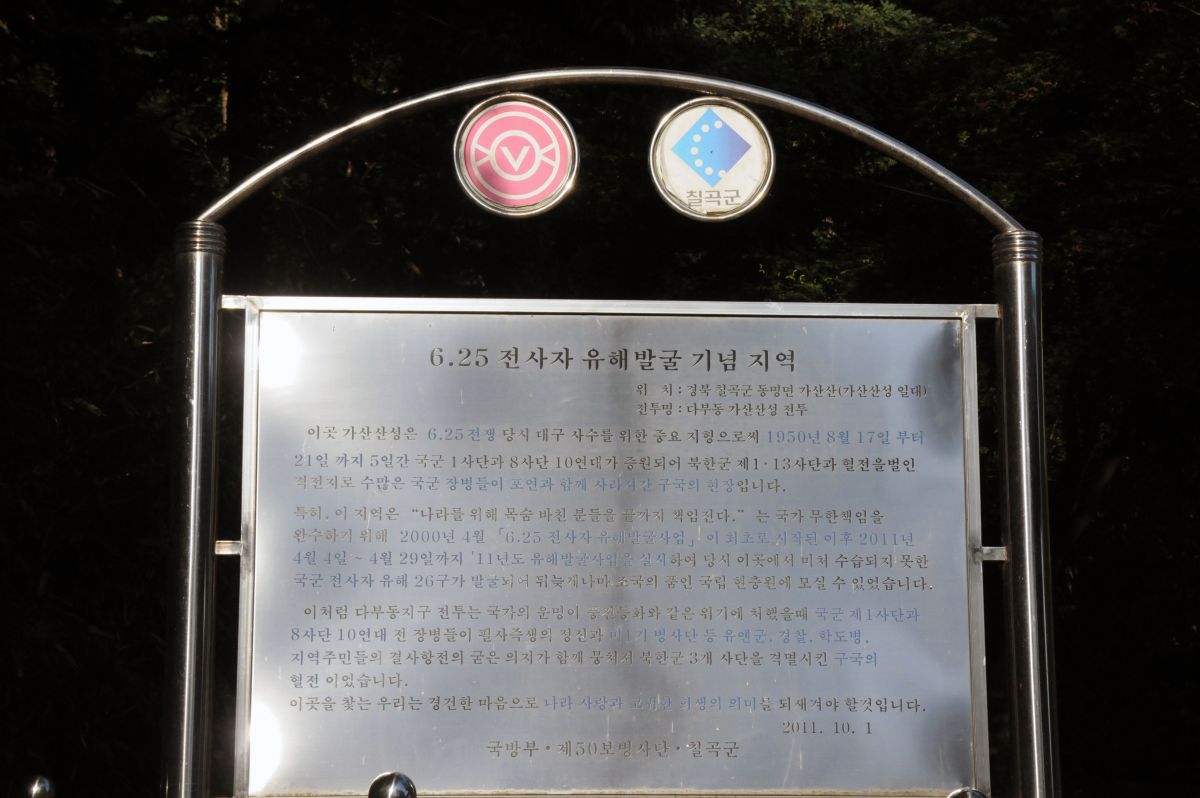 V
칠곡군
6.25 전사자 유해발굴 기념 지역
위 치 : 경북 칠곡군 동명면 가산산(가산산성 일대)
전투명 : 다부동 가산산성 전투
이곳 가산산성은 6.25전쟁 당시 대구 사수를 위한 중요 지형으로써 1950년 8월 17일 부터
21일 까지 5일간 국군 1사단과 8사단 10연대가 증원되어 북한군 제1·13사단과 혈전을벌인
격전지로 수많은 국군 장병들이 포연과 함께 사라져간 구국의 현장입니다.
특히, 이 지역은 “나라를 위해 목숨 바친 분들을 끝까지 책임진다.” 는 국가 무한책임을
완수하기 위해 2000년 4월 「6.25 전사자 유해발굴사업」이 최초로 시작된 이후 2011년
4월 4일 ~ 4월 29일까지 '11년도 유해발굴사업을 실시하여 당시 이곳에서 미처 수습되지 못한
국군 전사자 유해 26구가 발굴되어 뒤늦게나마 조국의 품인 국립 현충원에 모실 수 있었습니다.
이처럼 다부동지구 전투는 국가의 운명이 풍전등화와 같은 위기에 처했을때 국군 제1사단과
8사단 10연대 전 장병들이 필사즉생의 정신과 미1기 병사단 등 유엔군, 경찰, 학도병,
지역주민들의 결사항전의 굳은 의지가 함께 뭉쳐서 북한군 3개 사단을 격멸시킨 구국의
혈전 이었습니다.
이곳을 찾는 우리는 경건한 마음으로 나라 사랑과 고귀한 희생의 의미를 되새겨야 할것입니다.
2011. 10. 1
국방부·제50보병사단·칠곡군